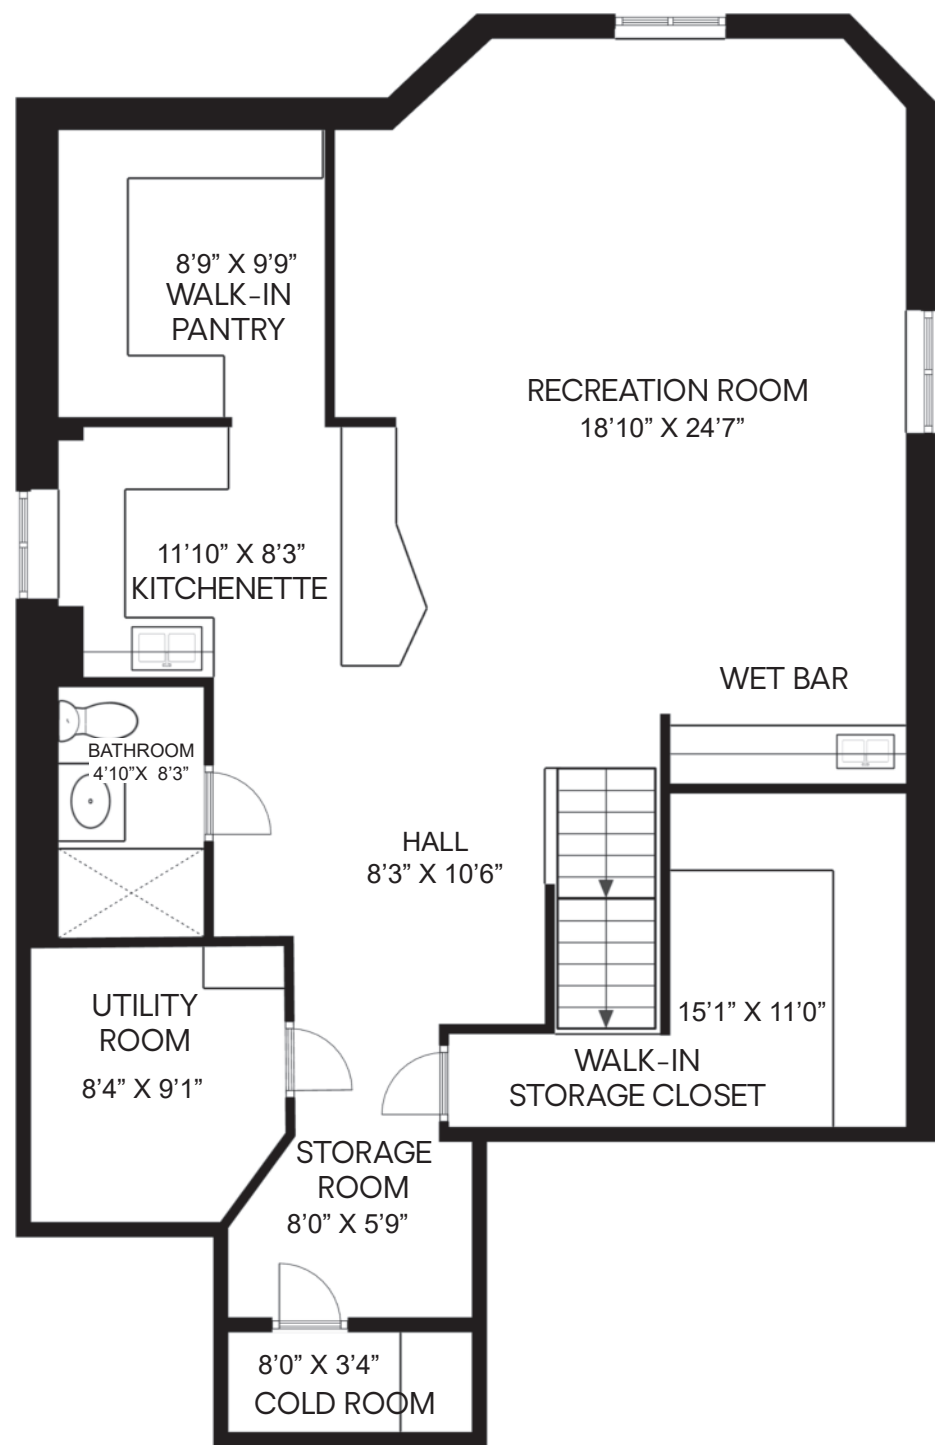 8’9” X 9’9”
WALK-IN
PANTRY
RECREATION ROOM
18’10” X 24’7”
11’10” X 8’3”
KITCHENETTE
WET BAR
BATHROOM
4’10”X 8’3”
HALL
8’3” X 10’6”
UTILITY
ROOM
8’4” X 9’1”
15’1” X 11’0”
WALK-IN
STORAGE CLOSET
STORAGE
ROOM
8’0” X 5’9”
8’0” X 3’4”
COLD ROOM